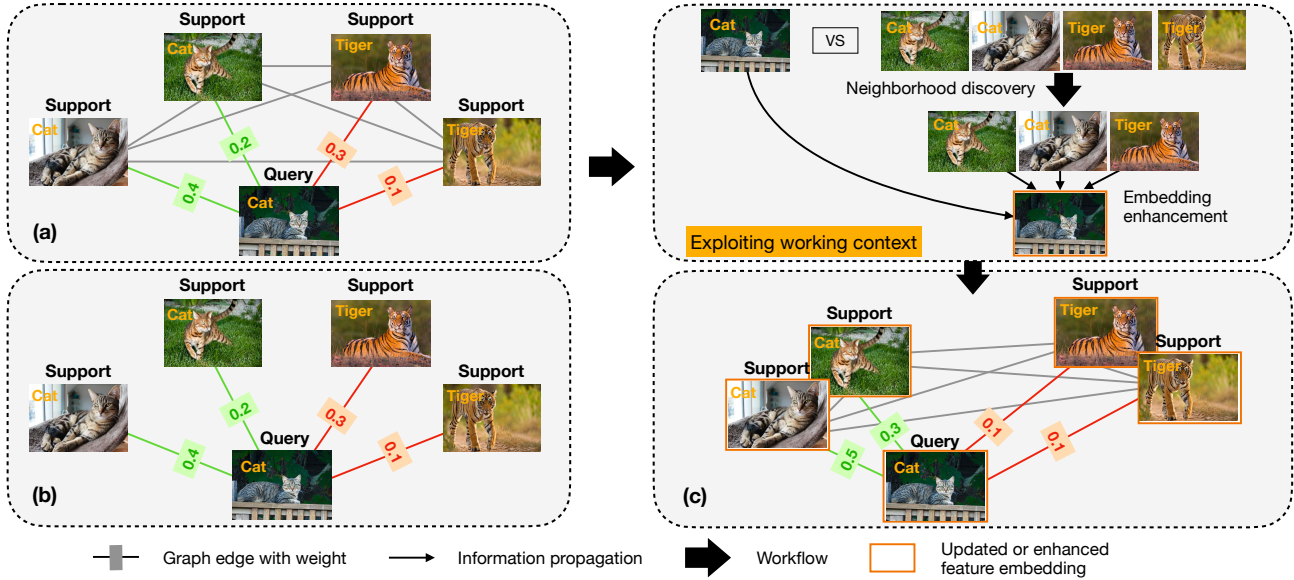 Support
Support
Cat
Tiger
Support
Support
Cat
Tiger
0.2
0.3
0.4
0.1
Query
Cat
(a)
Cat
VS
Cat
Cat
Tiger
Tiger
Neighborhood discovery
Cat
Cat
Tiger
Embedding
enhancement
Exploiting working context
Support
Support
Cat
Tiger
Support
Support
Cat
Tiger
0.2
0.3
0.4
0.1
Query
Cat
(b)
Support
Support
Tiger
Support
Cat
Support
Tiger
Cat
0.3
0.1
0.5
0.1
Query
Cat
(c)
Graph edge with weight
Information propagation
Workflow
Updated or enhanced
feature embedding